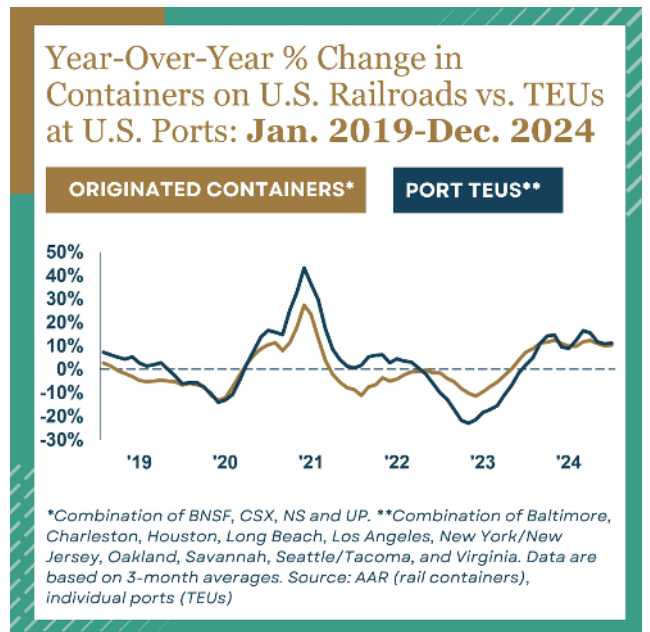 Year-Over-Year % Change in
Containers on U.S. Railroads vs. TEUs
at U.S. Ports: Jan. 2019-Dec. 2024
ORIGINATED CONTAINERS* PORT TEUS**
50%
40%
30%
20%
10%
0%
-10%
-20%
-30%
'19 '20 '21 '22 '23 '24
*Combination of BNSF, CSX, NS and UP. **Combination of Baltimore,
Charleston, Houston, Long Beach, Los Angeles, New York/New
Jersey, Oakland, Savannah, Seattle/Tacoma, and Virginia. Data are
based on 3-month averages. Source: AAR (rail containers),
individual ports (TEUs)